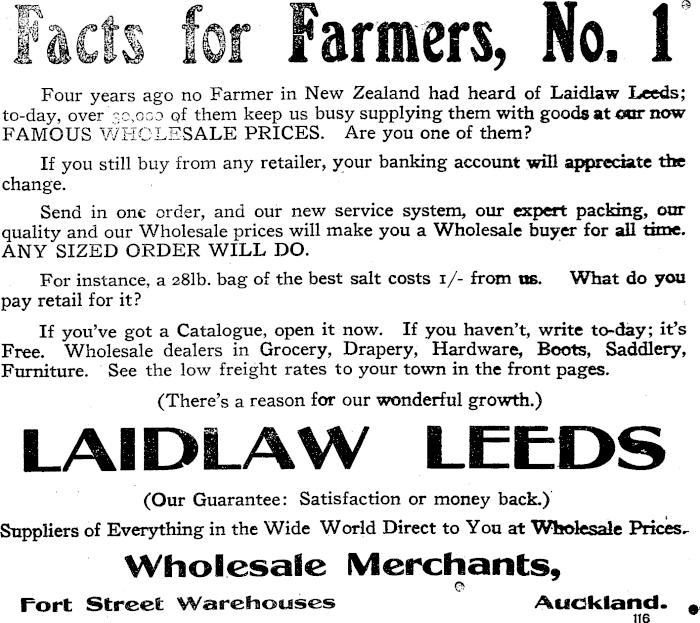 Facts for Farmers, No. 1
Four years ago no Farmer in New Zealand had heard of Laidlaw Leeds;
to-day, over 30,000 of them keep us busy supplying them with goods at our now
FAMOUS WHOLESALE PRICES. Are you one of them?
If you still buy from any retailer, your banking account will appreciate the
change.
Send in one order, and our new service system, our expert packing, our
quality and our Wholesale prices will make you a Wholesale buyer for all time.
ANY SIZED ORDER WILL DO.
For instance, a 28lb. bag of the best salt costs 1/- from us. What do you
pay retail for it?
If you've got a Catalogue, open it now. If you haven't, write to-day; it's
Free. Wholesale dealers in Grocery, Drapery, Hardware, Boots, Saddlery,
Furniture. See the low freight rates to your town in the front pages.
(There's a reason for our wonderful growth.)
LAIDLAW LEEDS
(Our Guarantee: Satisfaction or money back.)
Suppliers of Everything in the Wide World Direct to You at Wholesale Prices.
Wholesale Merchants,
Fort Street Warehouses Auckland.
116